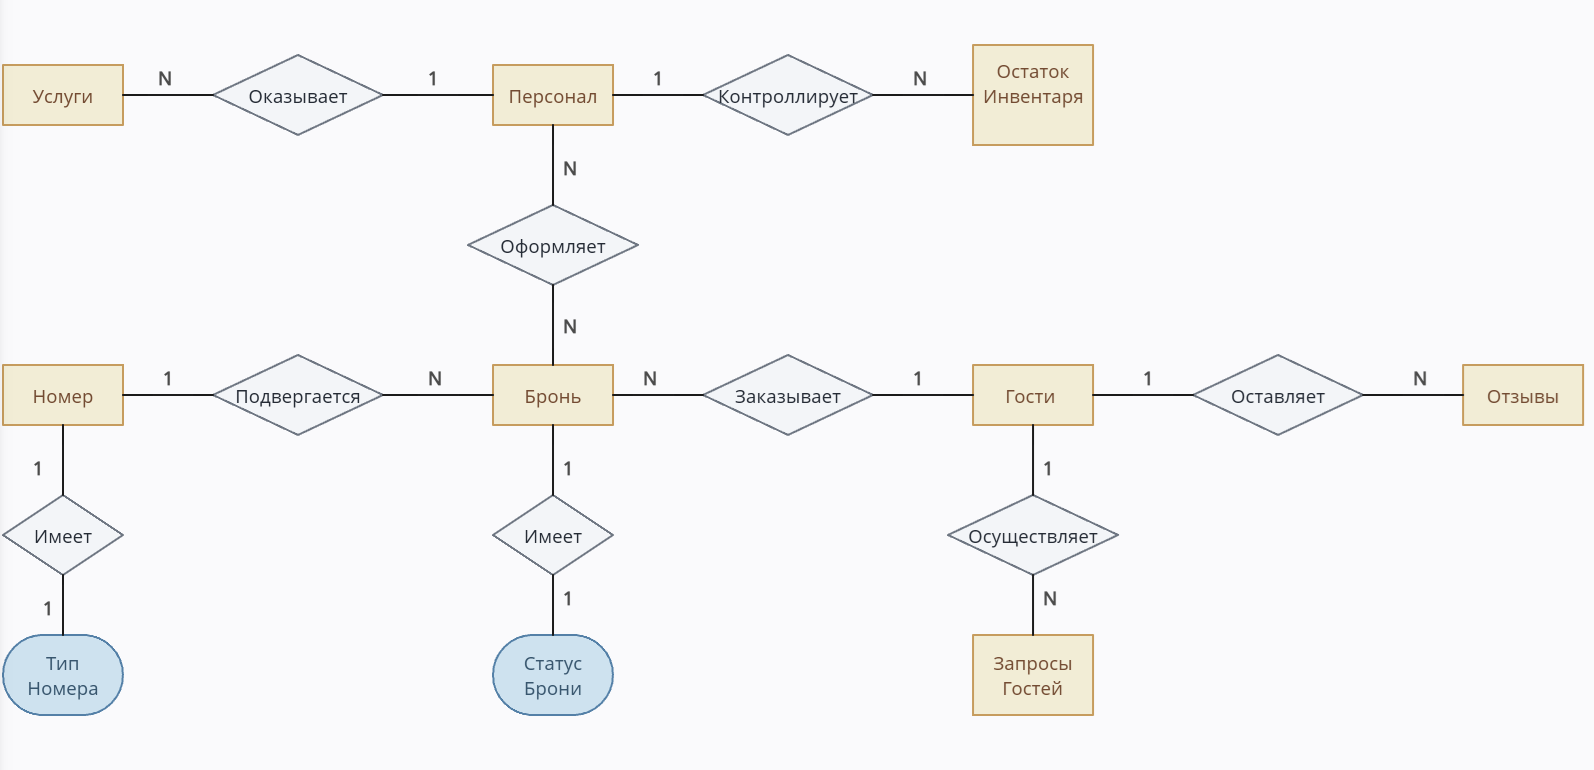 Услуги
N
Оказывает
1
Персонал
1
Контроллирует
N
Остаток
Инвентаря
N
Оформляет
N
Номер
1
Подвергается
N
Бронь
N
Заказывает
1
Гости
1
Оставляет
N
Отзывы
1
Имеет
1
Тип
Номера
1
Имеет
1
Статус
Брони
1
Осуществляет
N
Запросы
Гостей